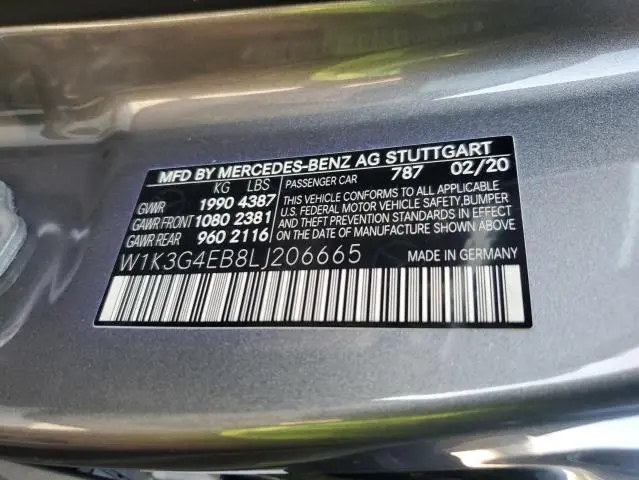 MFD BY MERCEDES-BENZ AG STUTTGART
KG LBS PASSENGER CAR 787 02/20
GVWR 1990 4387
GAWR FRONT 1080 2381
GAWR REAR 960 2116
THIS VEHICLE CONFORMS TO ALL APPLICABLE
U.S. FEDERAL MOTOR VEHICLE SAFETY,BUMPER
AND THEFT PREVENTION STANDARDS IN EFFECT
ON THE DATE OF MANUFACTURE SHOWN ABOVE.
W1K3G4EB8LJ206665 MADE IN GERMANY